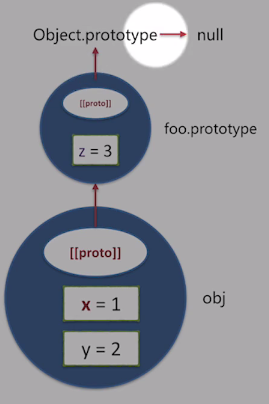 Object.prototype null
[[proto]]
z = 3
foo.prototype
[[proto]]
x = 1
obj
y = 2